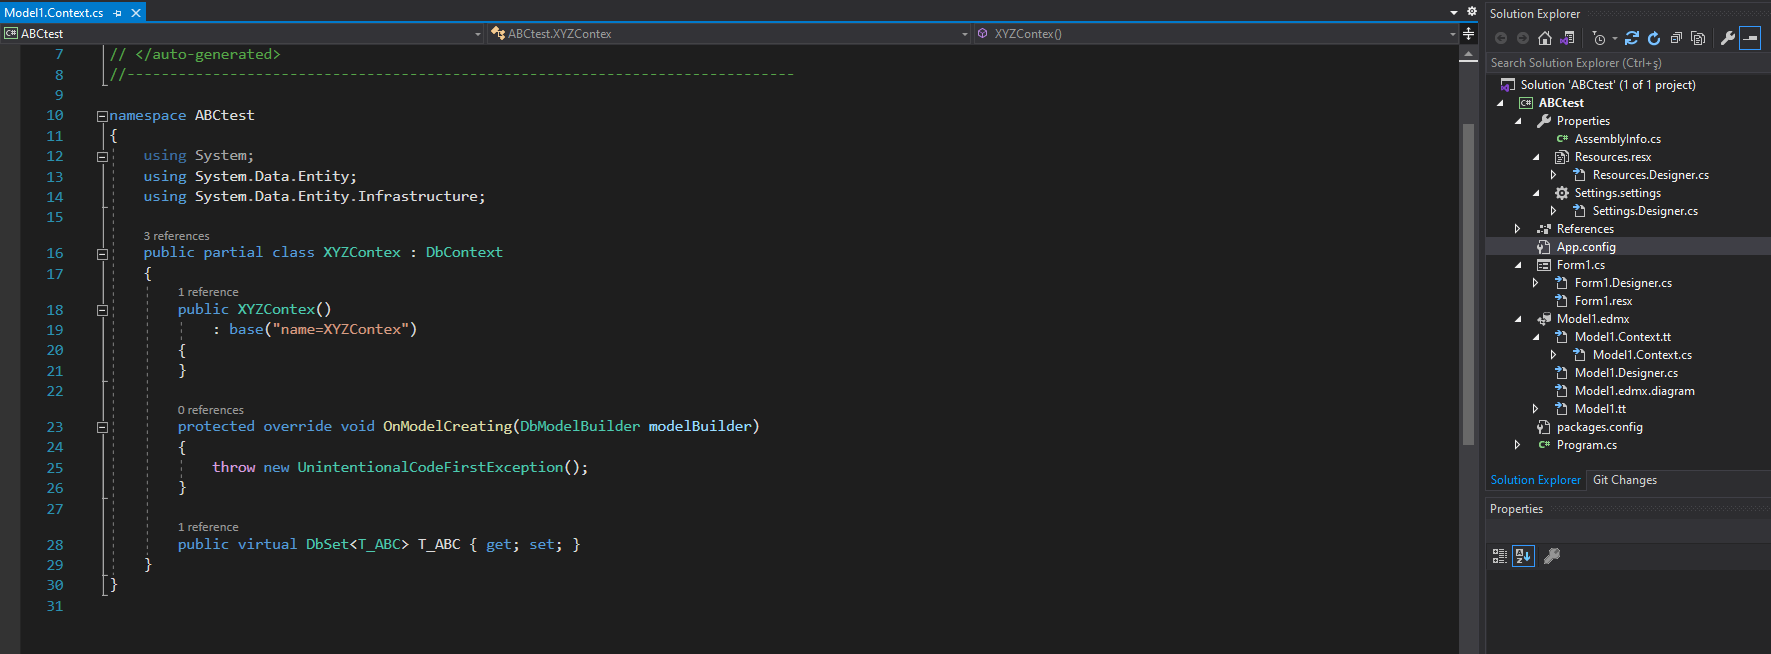 Model1.Context.cs
ABCtest
ABCtest.XYZContex
XYZContex()
7 // </auto-generated>
8 //------------------------------------------------------------------------------
9
10 namespace ABCtest
11 {
12 using System;
13 using System.Data.Entity;
14 using System.Data.Entity.Infrastructure;
15
3 references
16 public partial class XYZContex : DbContext
17 {
1 reference
18 public XYZContex()
19 : base("name=XYZContex")
20 {
21 }
22
0 references
23 protected override void OnModelCreating(DbModelBuilder modelBuilder)
24 {
25 throw new UnintentionalCodeFirstException();
26 }
27
1 reference
28 public virtual DbSet<T_ABC> T_ABC { get; set; }
29 }
30 }
31
Solution Explorer
Search Solution Explorer (Ctrl+ş)
Solution 'ABCtest' (1 of 1 project)
C# ABCtest
Properties
C# AssemblyInfo.cs
Resources.resx
Resources.Designer.cs
Settings.settings
Settings.Designer.cs
References
App.config
Form1.cs
Form1.Designer.cs
Form1.resx
Model1.edmx
Model1.Context.tt
Model1.Context.cs
Model1.Designer.cs
Model1.edmx.diagram
Model1.tt
packages.config
C# Program.cs
Solution Explorer
Git Changes
Properties